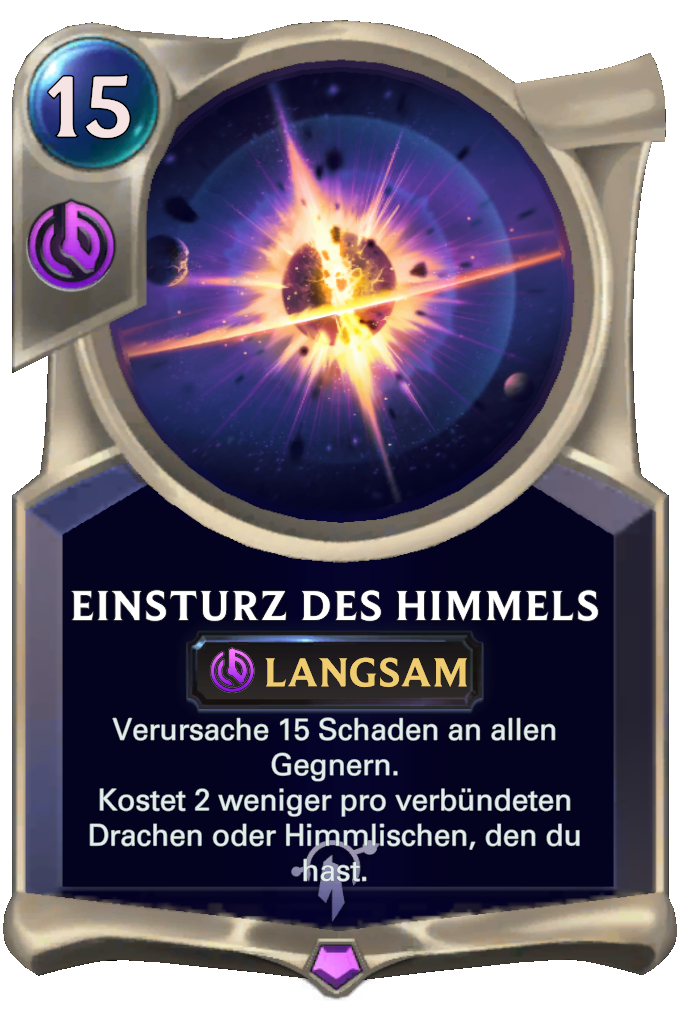 15
EINSTURZ DES HIMMELS
LANGSAM
Verursache 15 Schaden an allen
Gegnern.
Kostet 2 weniger pro verbündeten
Drachen oder Himmlischen, den du
hast.